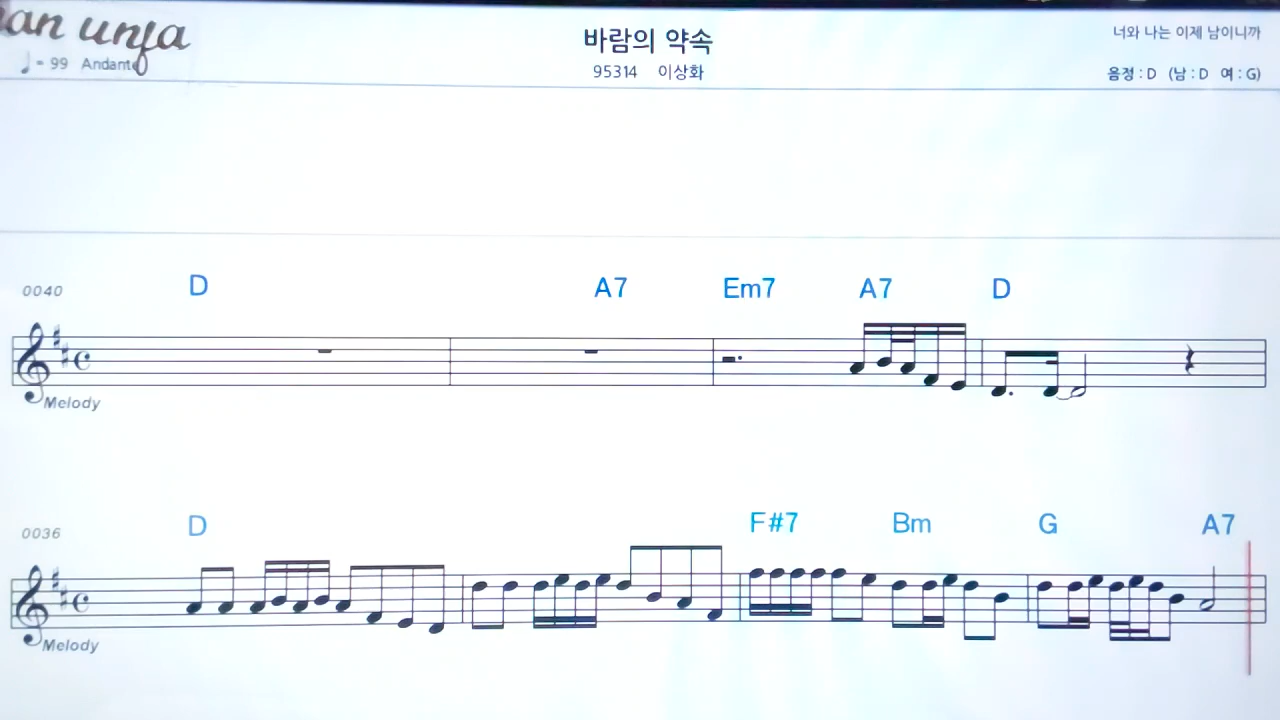 an unja
바람의 약속
너와 나는 이제 남이니까
♩= 99 Andante
95314 이상화
음정 : D (남 : D 여 : G)
0040 D A7 Em7 A7 D
Melody
0036 D F#7 Bm G A7
Melody